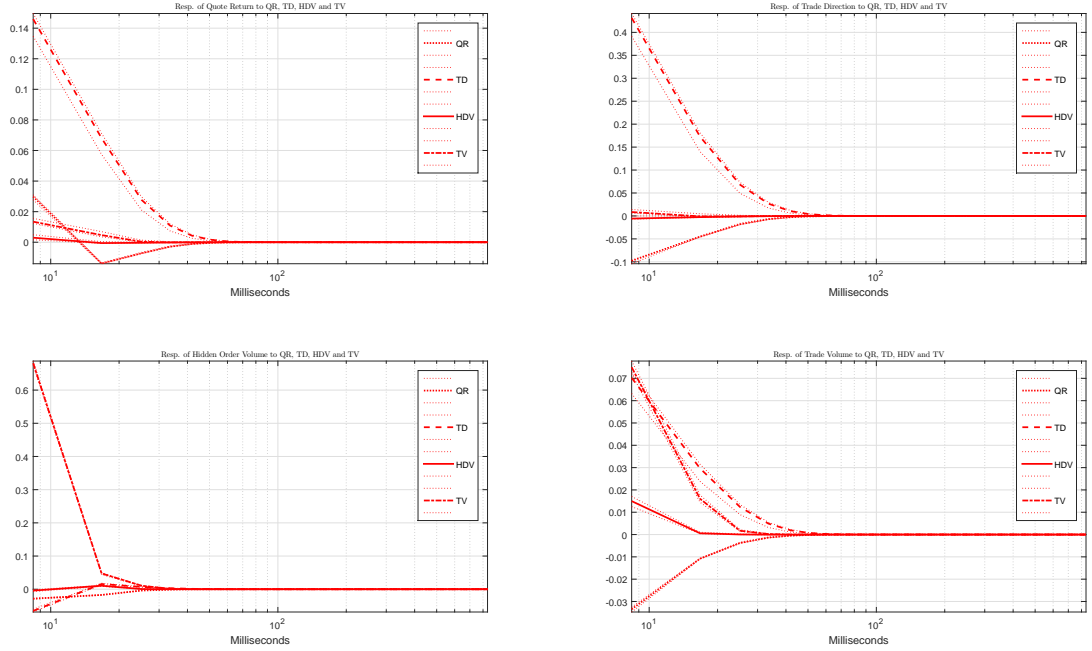 Resp. of Quote Return to QR, TD, HDV and TV
0.14
0.12
0.1
0.08
0.06
0.04
0.02
0
QR
TD
HDV
TV
10^1
10^2
Milliseconds
Resp. of Trade Direction to QR, TD, HDV and TV
0.4
0.35
0.3
0.25
0.2
0.15
0.1
0.05
0
-0.05
-0.1
QR
TD
HDV
TV
10^1
10^2
Milliseconds
Resp. of Hidden Order Volume to QR, TD, HDV and TV
0.6
0.5
0.4
0.3
0.2
0.1
0
QR
TD
HDV
TV
10^1
10^2
Milliseconds
Resp. of Trade Volume to QR, TD, HDV and TV
0.07
0.06
0.05
0.04
0.03
0.02
0.01
0
-0.01
-0.02
-0.03
QR
TD
HDV
TV
10^1
10^2
Milliseconds